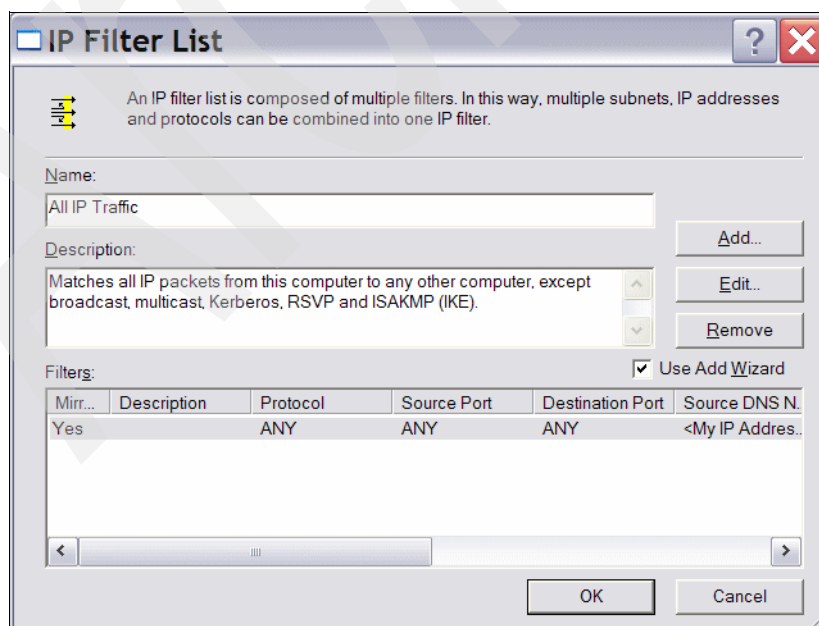 IP Filter List
An IP filter list is composed of multiple filters. In this way, multiple subnets, IP addresses
and protocols can be combined into one IP filter.
Name:
All IP Traffic
Add...
Description:
Matches all IP packets from this computer to any other computer, except
broadcast, multicast, Kerberos, RSVP and ISAKMP (IKE).
Edit...
Remove
Filters:
Use Add Wizard
Mirr... Description Protocol Source Port Destination Port Source DNS N.
Yes ANY ANY ANY <My IP Addres..
OK Cancel